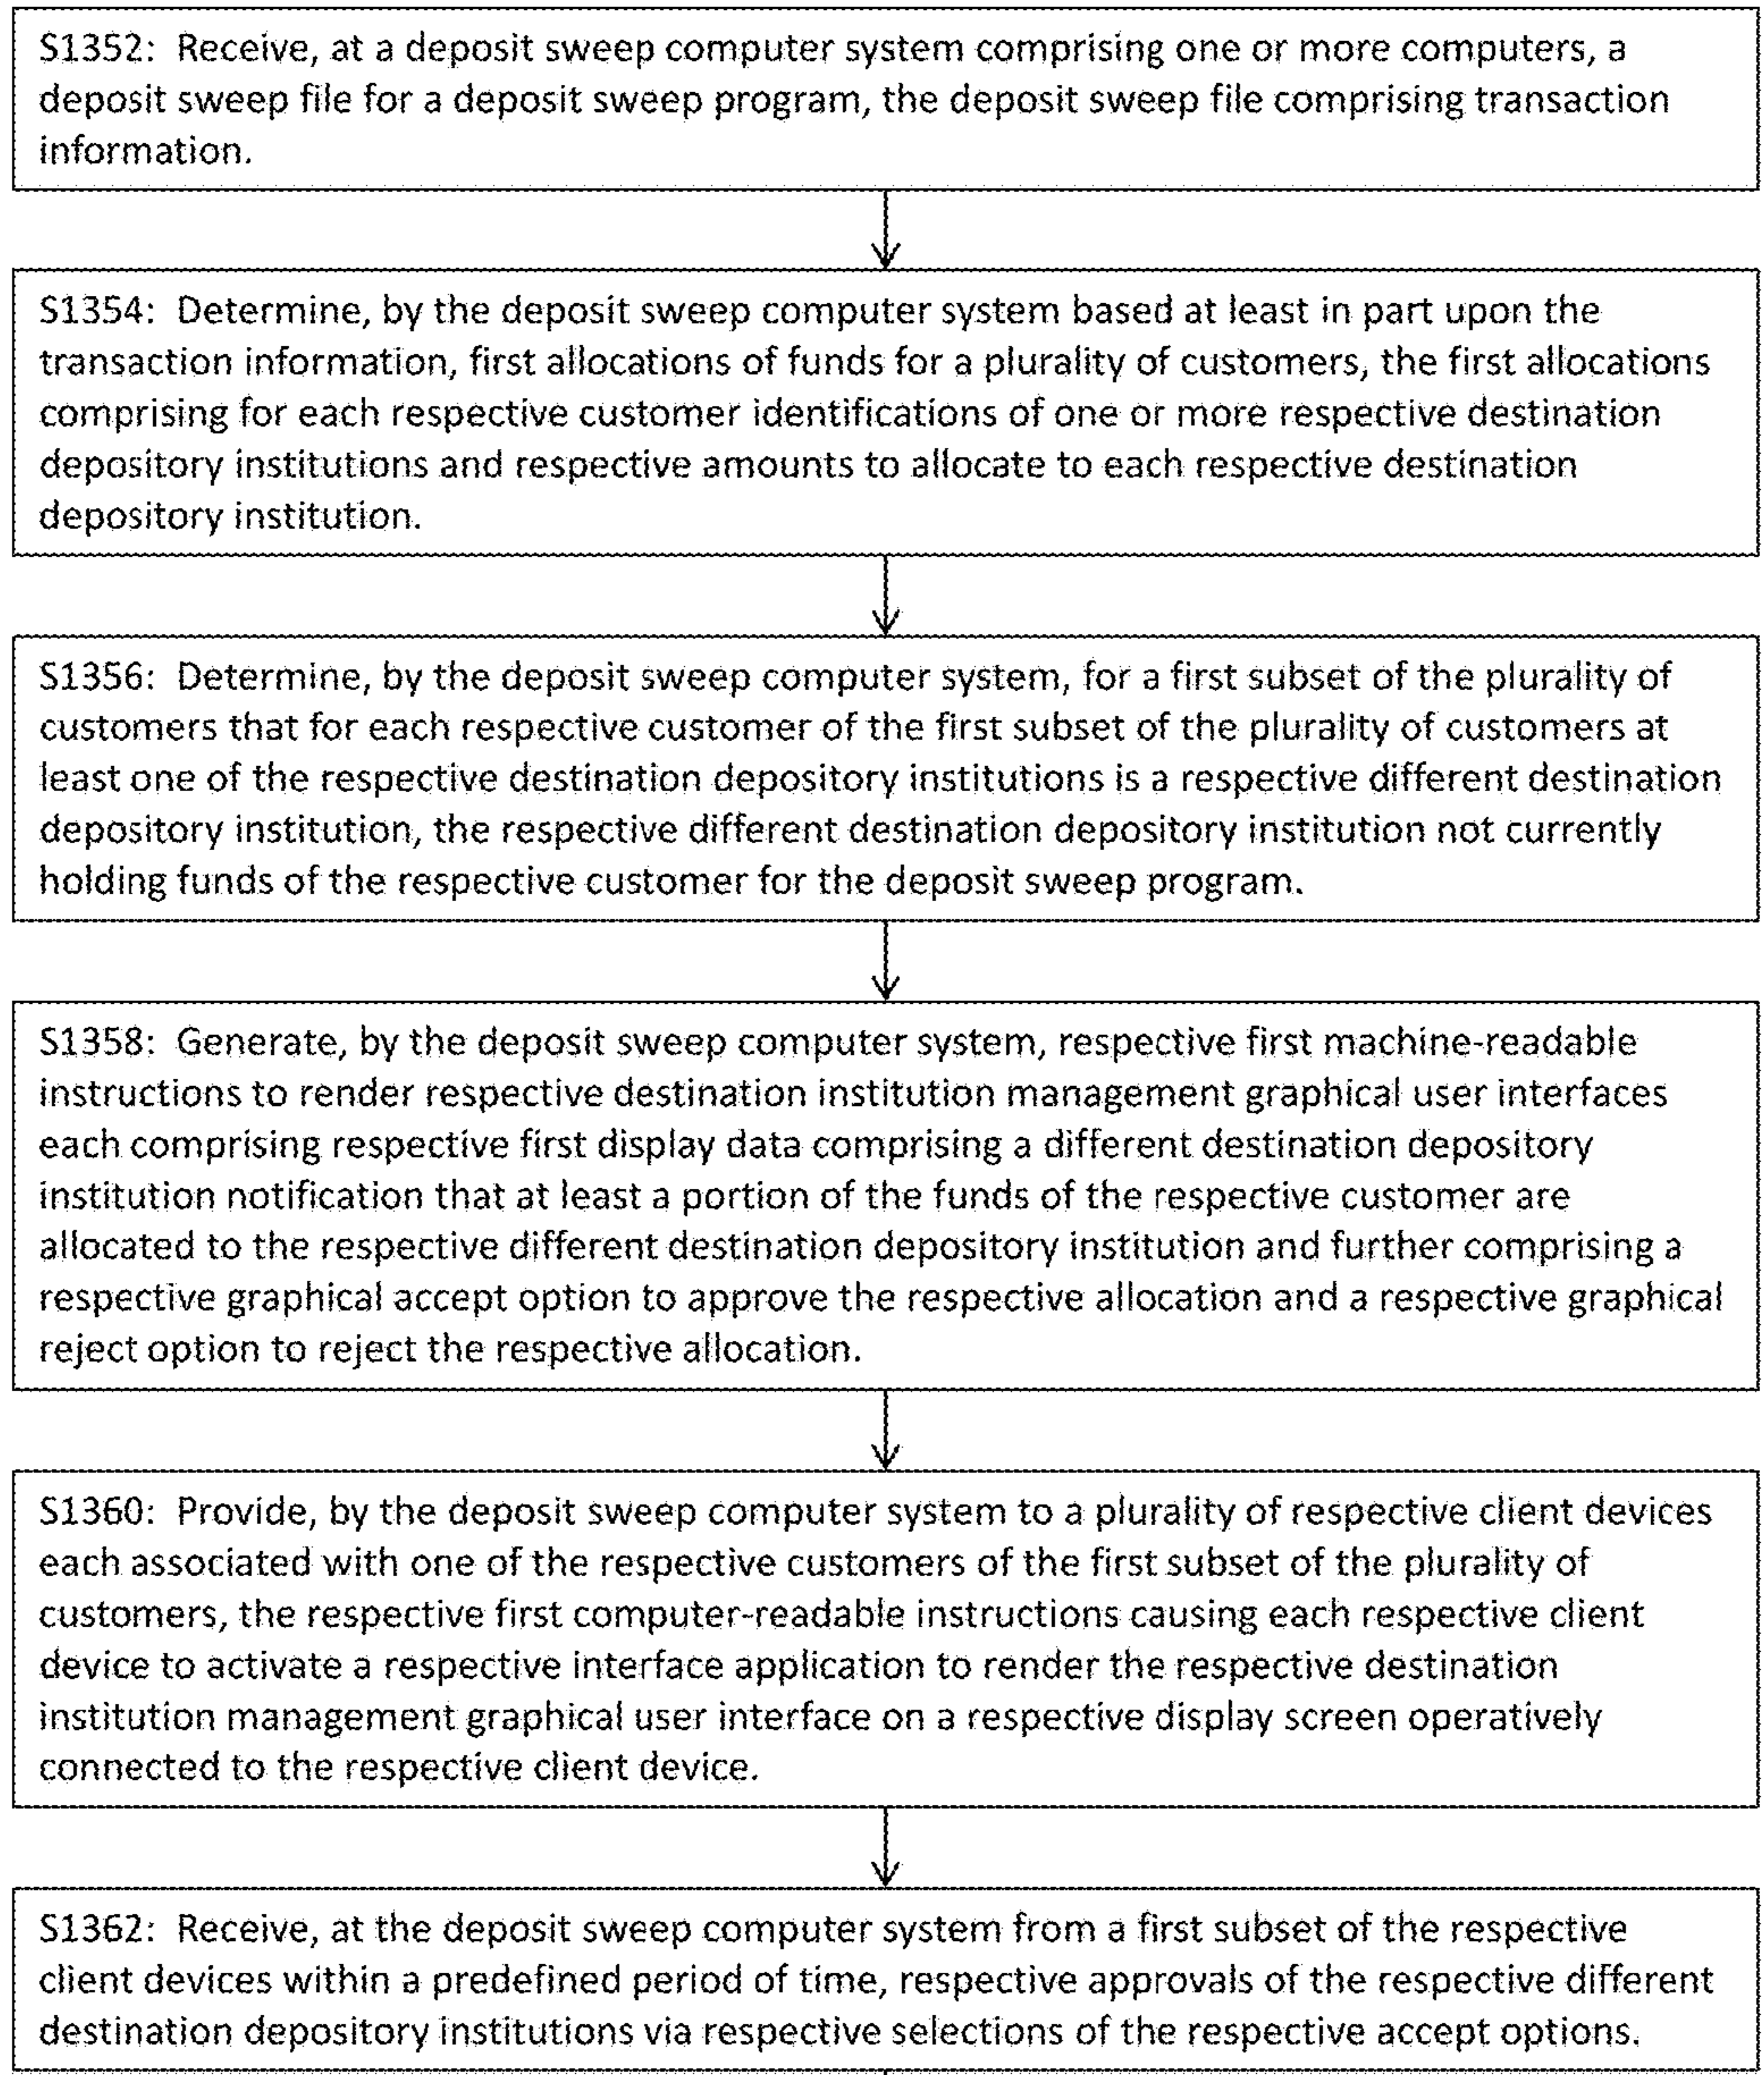 S1352: Receive, at a deposit sweep computer system comprising one or more computers, a
deposit sweep file for a deposit sweep program, the deposit sweep file comprising transaction
information.
S1354: Determine, by the deposit sweep computer system based at least in part upon the
transaction information, first allocations of funds for a plurality of customers, the first allocations
comprising for each respective customer identifications of one or more respective destination
depository institutions and respective amounts to allocate to each respective destination
depository institution.
S1356: Determine, by the deposit sweep computer system, for a first subset of the plurality of
customers that for each respective customer of the first subset of the plurality of customers at
least one of the respective destination depository institutions is a respective different destination
depository institution, the respective different destination depository institution not currently
holding funds of the respective customer for the deposit sweep program.
S1358: Generate, by the deposit sweep computer system, respective first machine-readable
instructions to render respective destination institution management graphical user interfaces
each comprising respective first display data comprising a different destination depository
institution notification that at least a portion of the funds of the respective customer are
allocated to the respective different destination depository institution and further comprising a
respective graphical accept option to approve the respective allocation and a respective graphical
reject option to reject the respective allocation.
S1360: Provide, by the deposit sweep computer system to a plurality of respective client devices
each associated with one of the respective customers of the first subset of the plurality of
customers, the respective first computer-readable instructions causing each respective client
device to activate a respective interface application to render the respective destination
institution management graphical user interface on a respective display screen operatively
connected to the respective client device.
S1362: Receive, at the deposit sweep computer system from a first subset of the respective
client devices within a predefined period of time, respective approvals of the respective different
destination depository institutions via respective selections of the respective accept options.